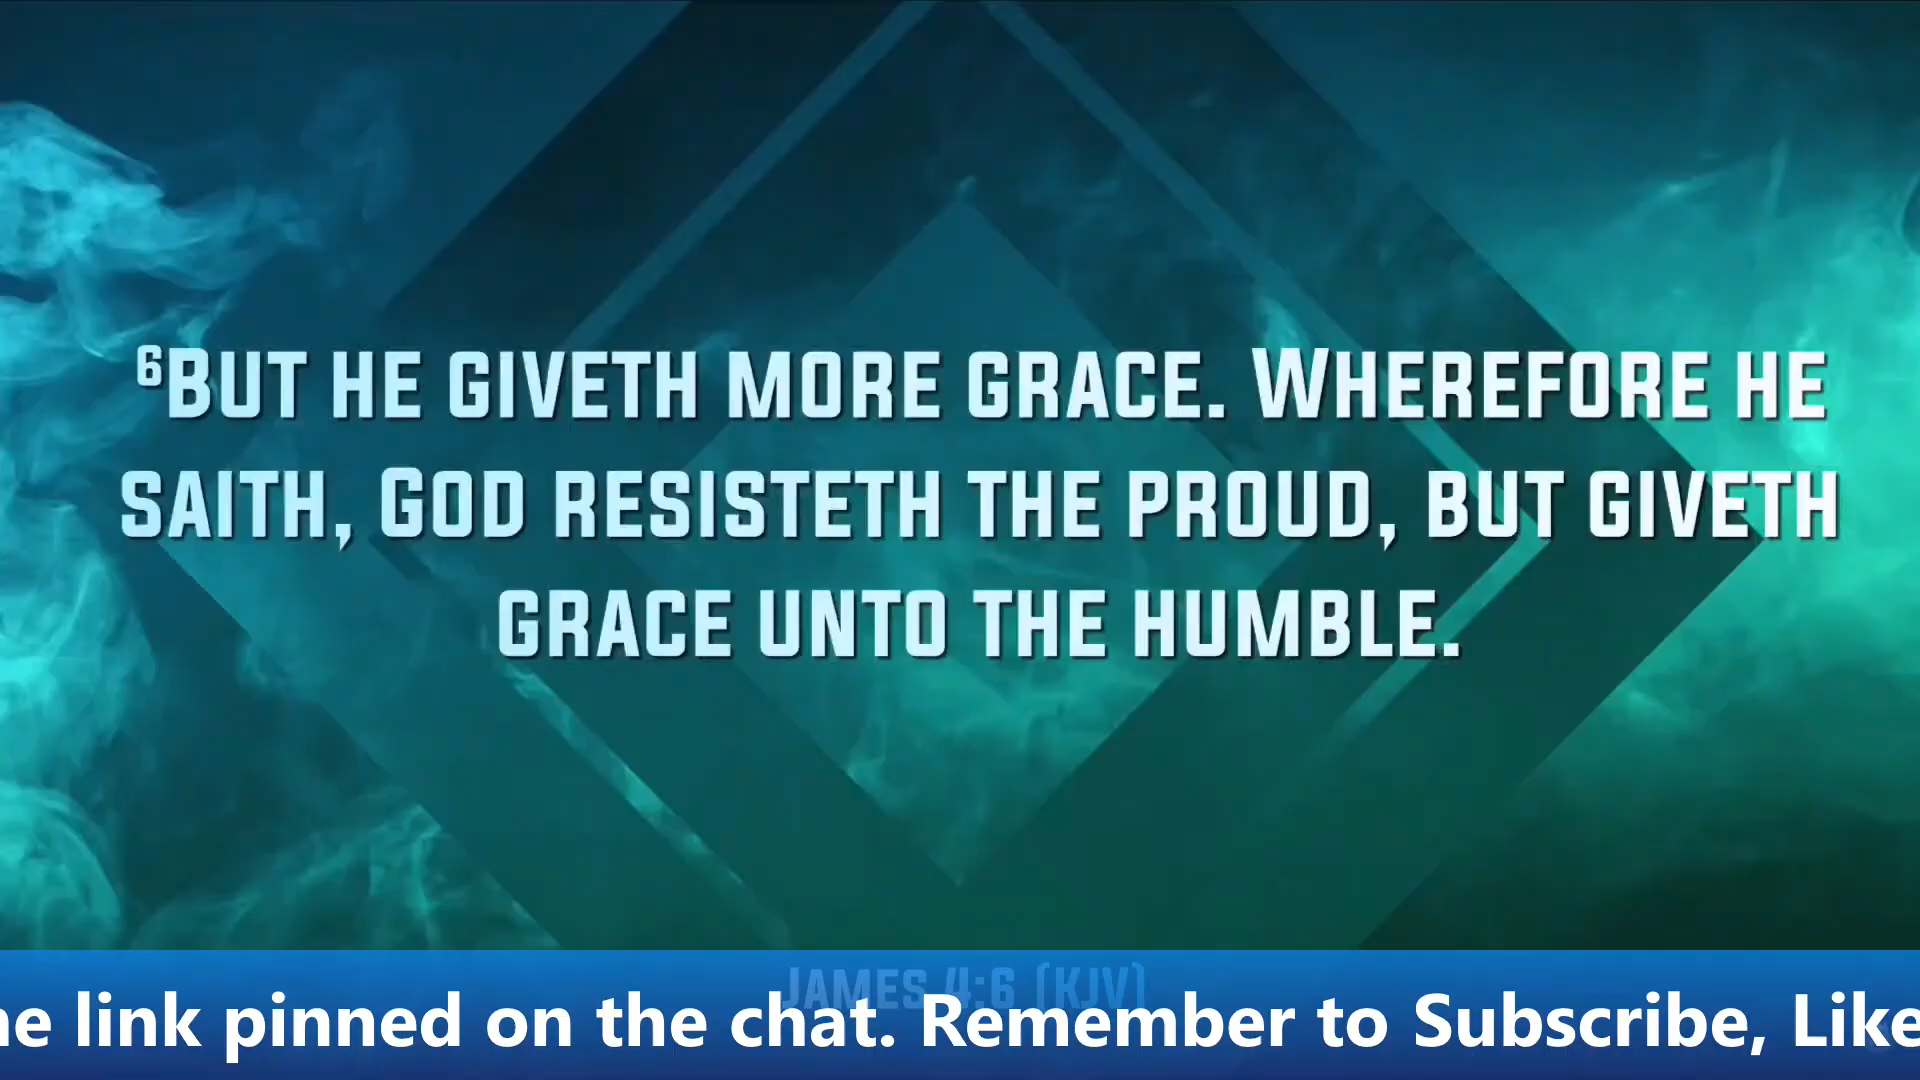 ⁶But he giveth more grace. Wherefore he
saith, God resisteth the proud, but giveth
grace unto the humble.
James 4:6 (KJV)
link pinned on the chat. Remember to Subscribe, Like